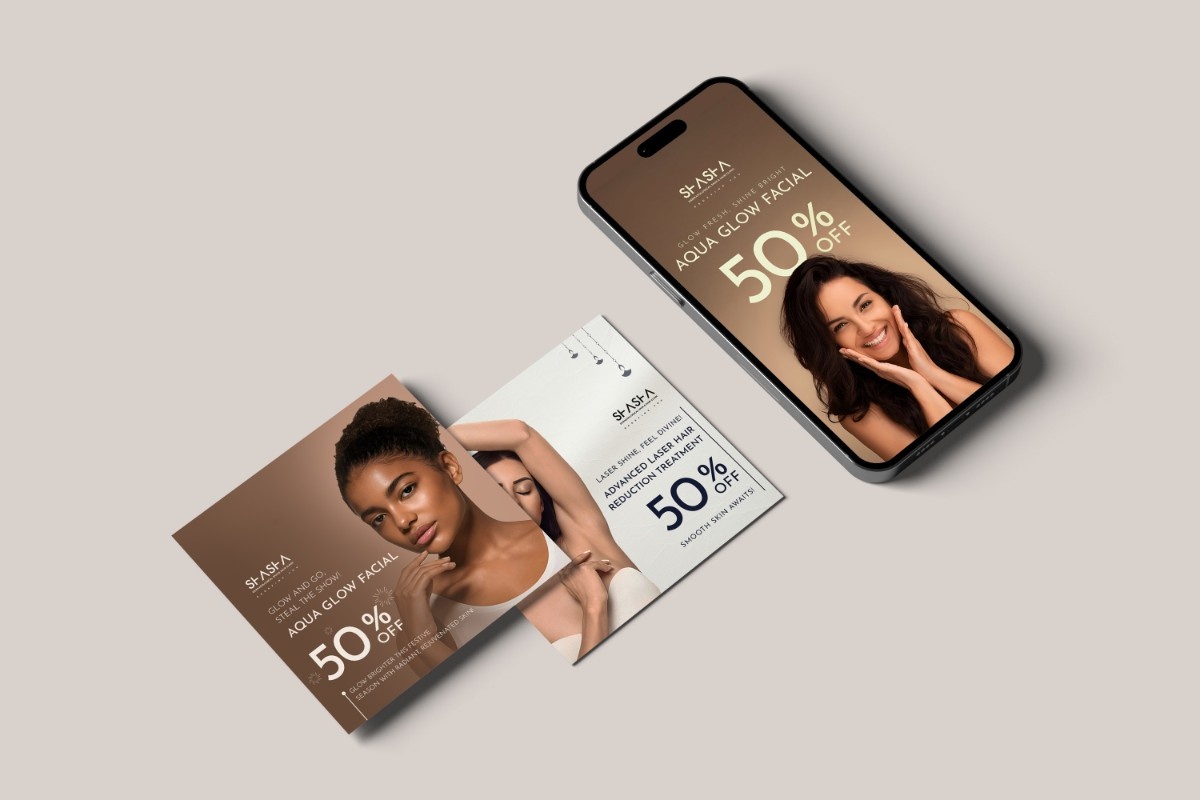 SHASHA
GLOW FRESH, SHINE BRIGHT
AQUA GLOW FACIAL
50%
OFF
SHASHA
LASER SHINE, FEEL DIVINE!
ADVANCED LASER HAIR
REDUCTION TREATMENT
50%
OFF
SMOOTH SKIN AWAITS!
SHASHA
GLOW AND GO,
STEAL THE SHOW!
AQUA GLOW FACIAL
50%
OFF
GLOW BRIGHTER THIS FESTIVE
SEASON WITH RADIANT, REJUVENATED SKIN